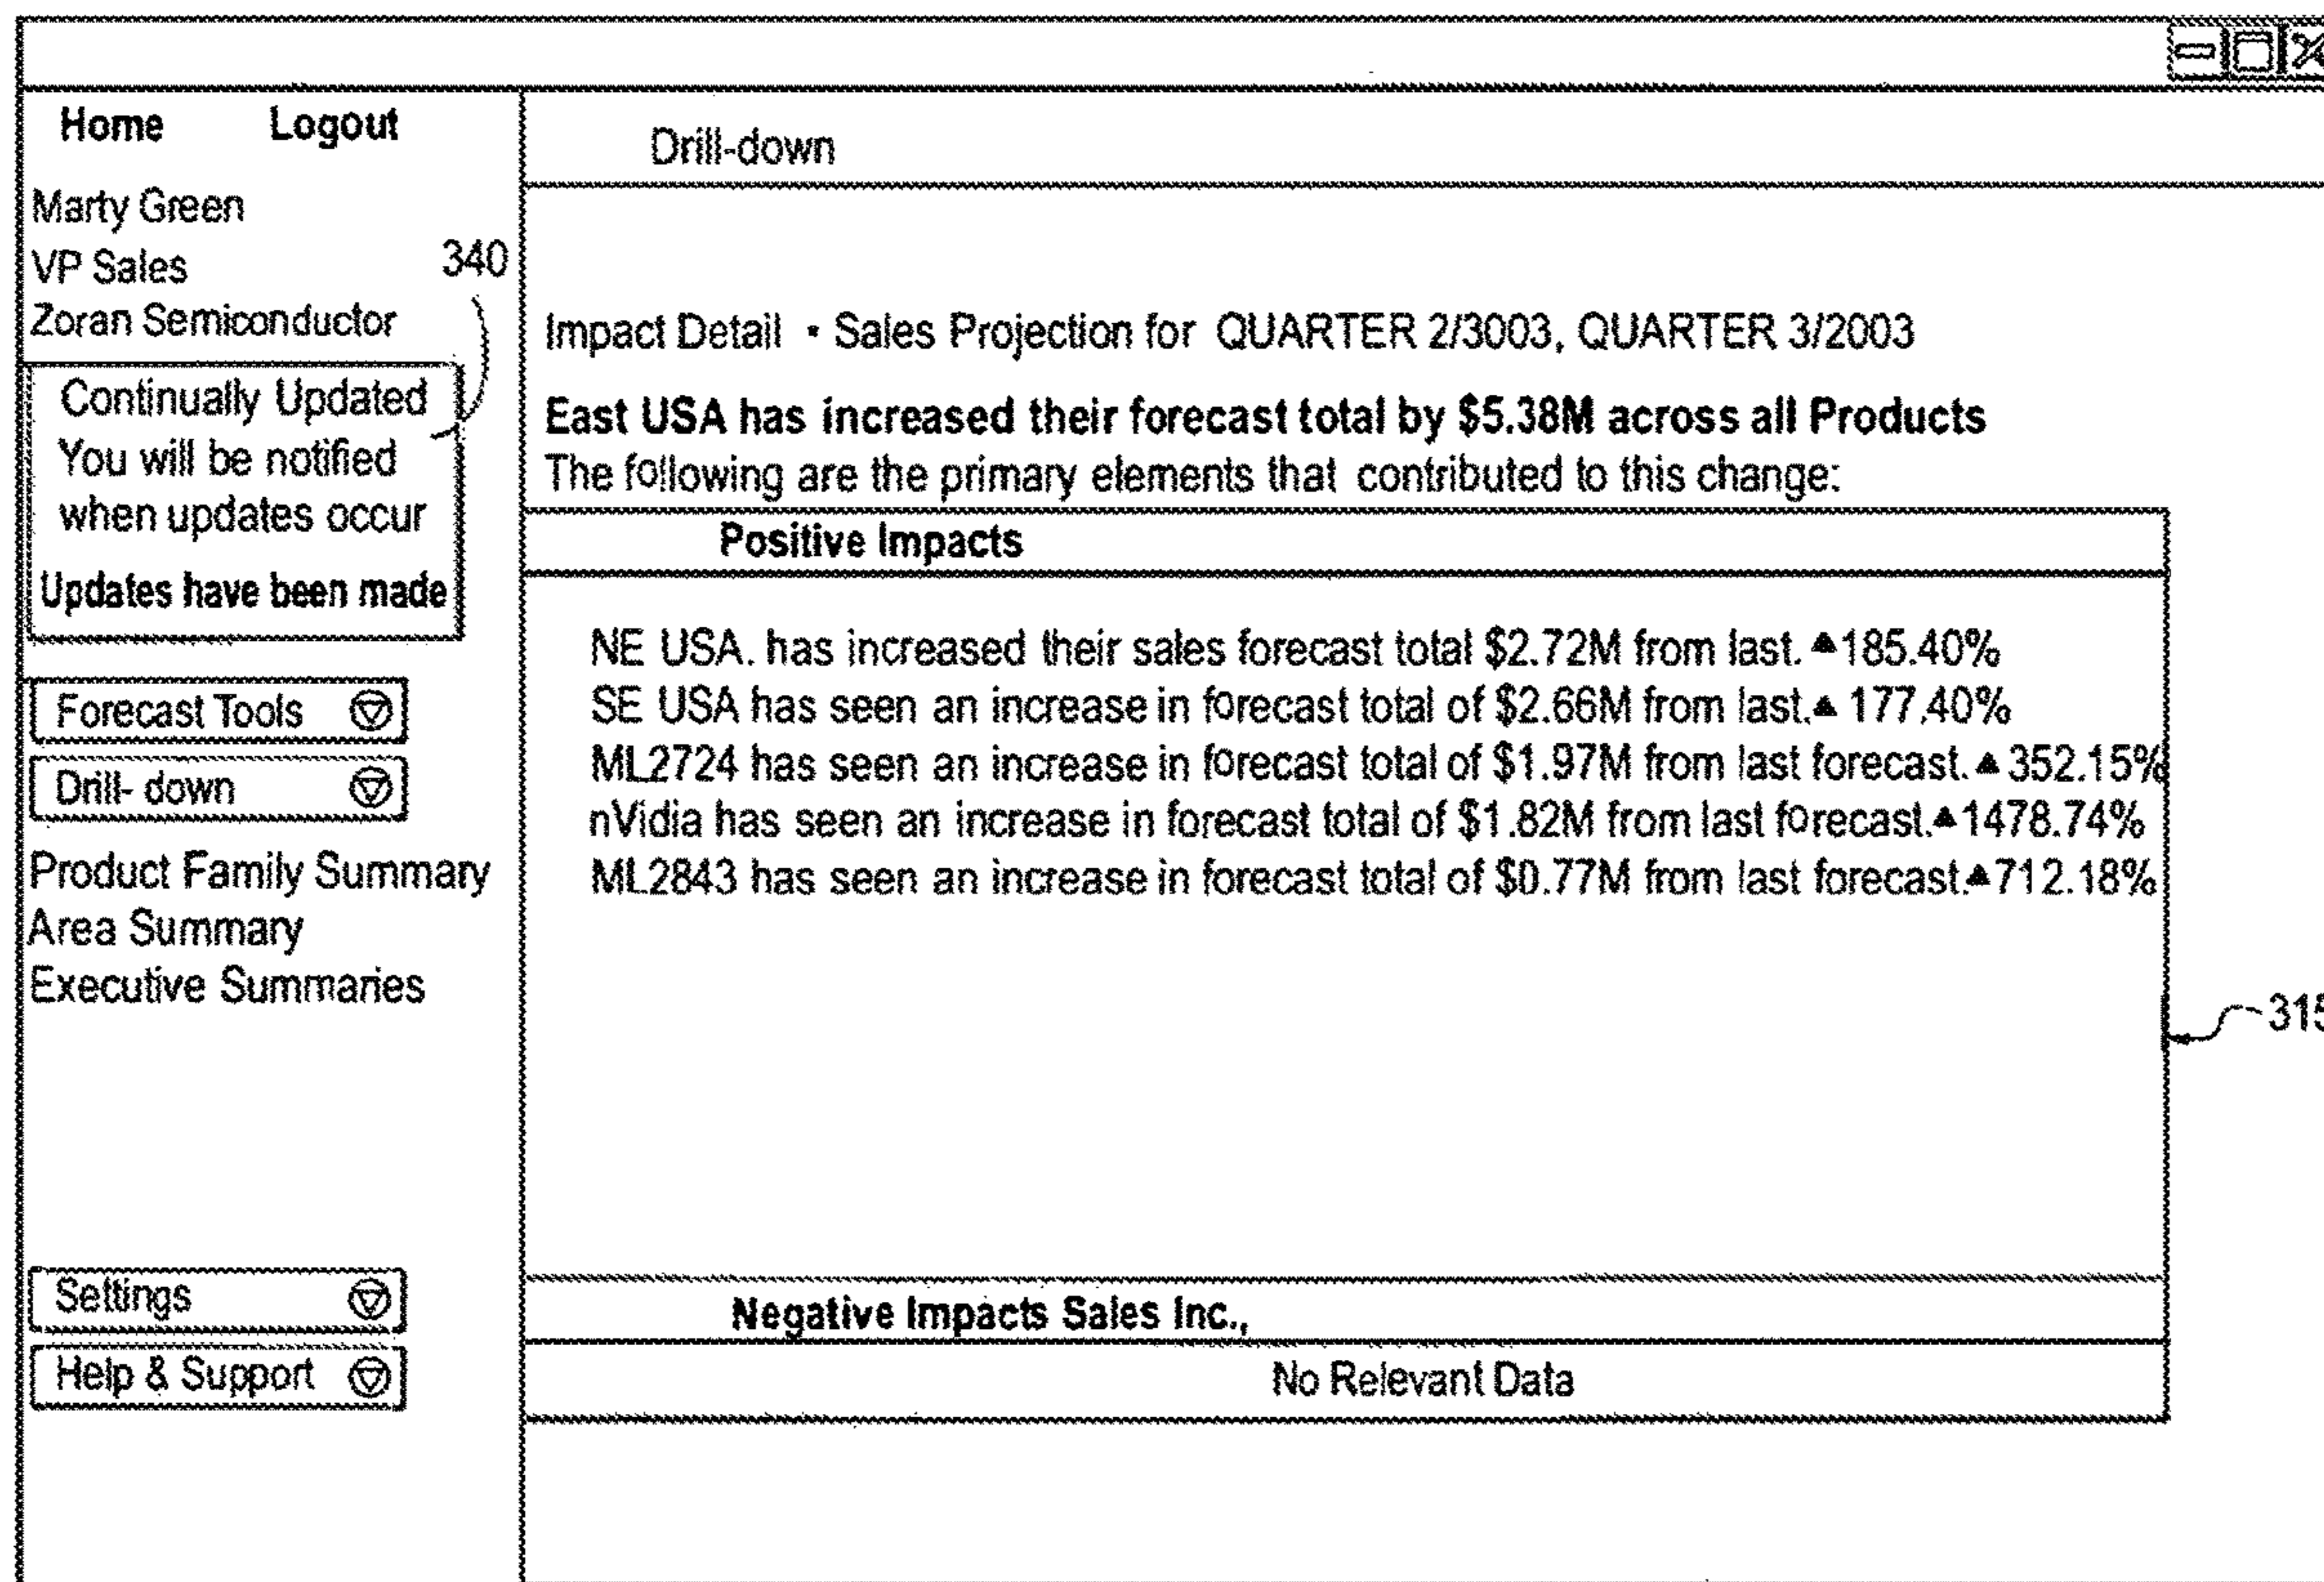 Home Logout
Marty Green
VP Sales
340
Zoran Semiconductor
Continually Updated
You will be notified
when updates occur
Updates have been made
Forecast Tools
Drill- down
Product Family Summary
Area Summary
Executive Summaries
Settings
Help & Support
Drill-down
Impact Detail • Sales Projection for QUARTER 2/3003, QUARTER 3/2003
East USA has increased their forecast total by $5.38M across all Products
The following are the primary elements that contributed to this change:
Positive Impacts
NE USA. has increased their sales forecast total $2.72M from last. ▲185.40%
SE USA has seen an increase in forecast total of $2.66M from last.▲ 177.40%
ML2724 has seen an increase in forecast total of $1.97M from last forecast. ▲ 352.15%
nVidia has seen an increase in forecast total of $1.82M from last forecast.▲1478.74%
ML2843 has seen an increase in forecast total of $0.77M from last forecast.▲712.18%
315
Negative Impacts Sales Inc.,
No Relevant Data